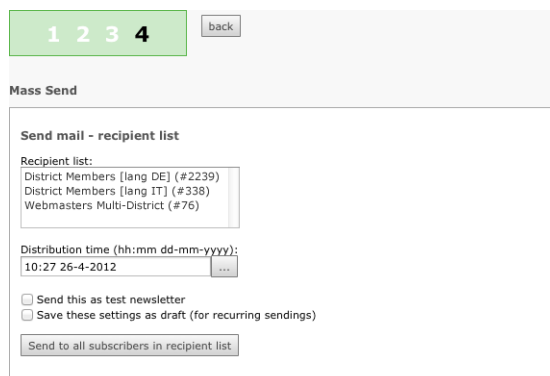 1 2 3 4 back
Mass Send
Send mail - recipient list
Recipient list:
District Members [lang DE] (#2239)
District Members [lang IT] (#338)
Webmasters Multi-District (#76)
Distribution time (hh:mm dd-mm-yyyy):
10:27 26-4-2012 ...
Send this as test newsletter
Save these settings as draft (for recurring sendings)
Send to all subscribers in recipient list